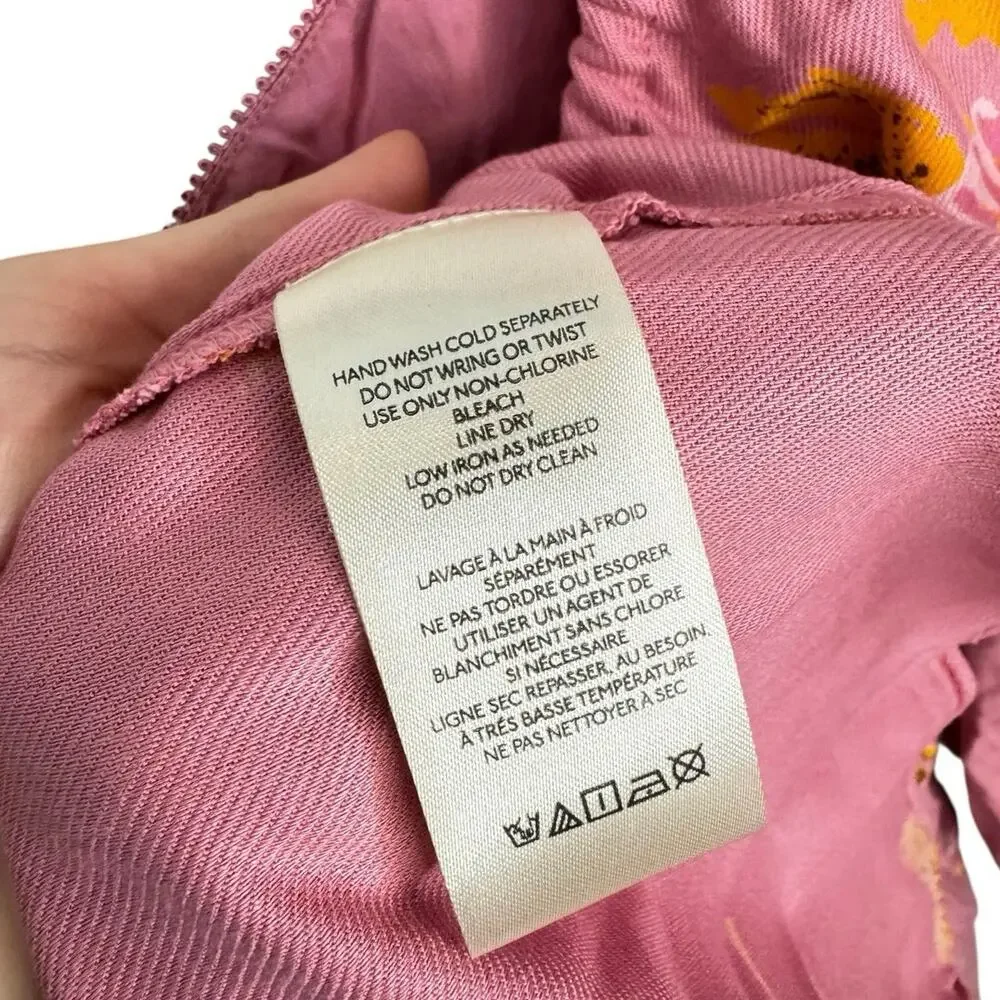 HAND WASH COLD SEPARATELY
DO NOT WRING OR TWIST
USE ONLY NON-CHLORINE
BLEACH
LINE DRY
LOW IRON AS NEEDED
DO NOT DRY CLEAN
LAVAGE À LA MAIN À FROID
SÉPARÉMENT
NE PAS TORDRE OU ESSORER
UTILISER UN AGENT DE
BLANCHIMENT SANS CHLORE
SI NÉCESSAIRE
LIGNE SEC REPASSER, AU BESOIN.
À TRÉS BASSE TEMPÉRATURE
NE PAS NETTOYER À SEC